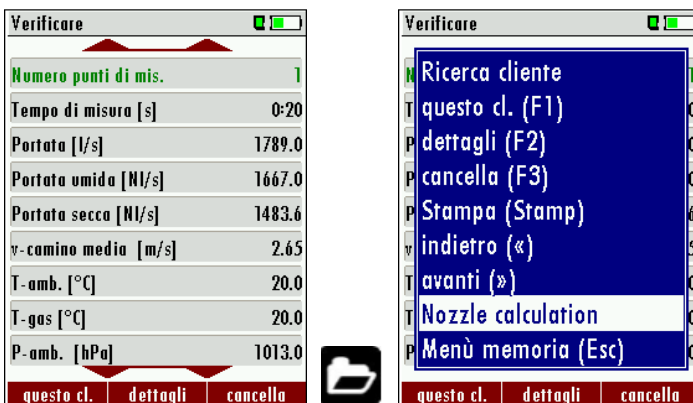 Verificare
Numero punti di mis. 1
Tempo di misura [s] 0:20
Portata [l/s] 1789.0
Portata umida [Nl/s] 1667.0
Portata secca [Nl/s] 1483.6
v-camino media [m/s] 2.65
T-amb. [°C] 20.0
T-gas [°C] 20.0
P-amb. [hPa] 1013.0
questo cl. dettagli cancella
Verificare
Ricerca cliente
questo cl. (F1)
dettagli (F2)
cancella (F3)
Stampa (Stamp)
indietro («)
avanti (»)
Nozzle calculation
Menù memoria (Esc)
questo cl. dettagli cancella